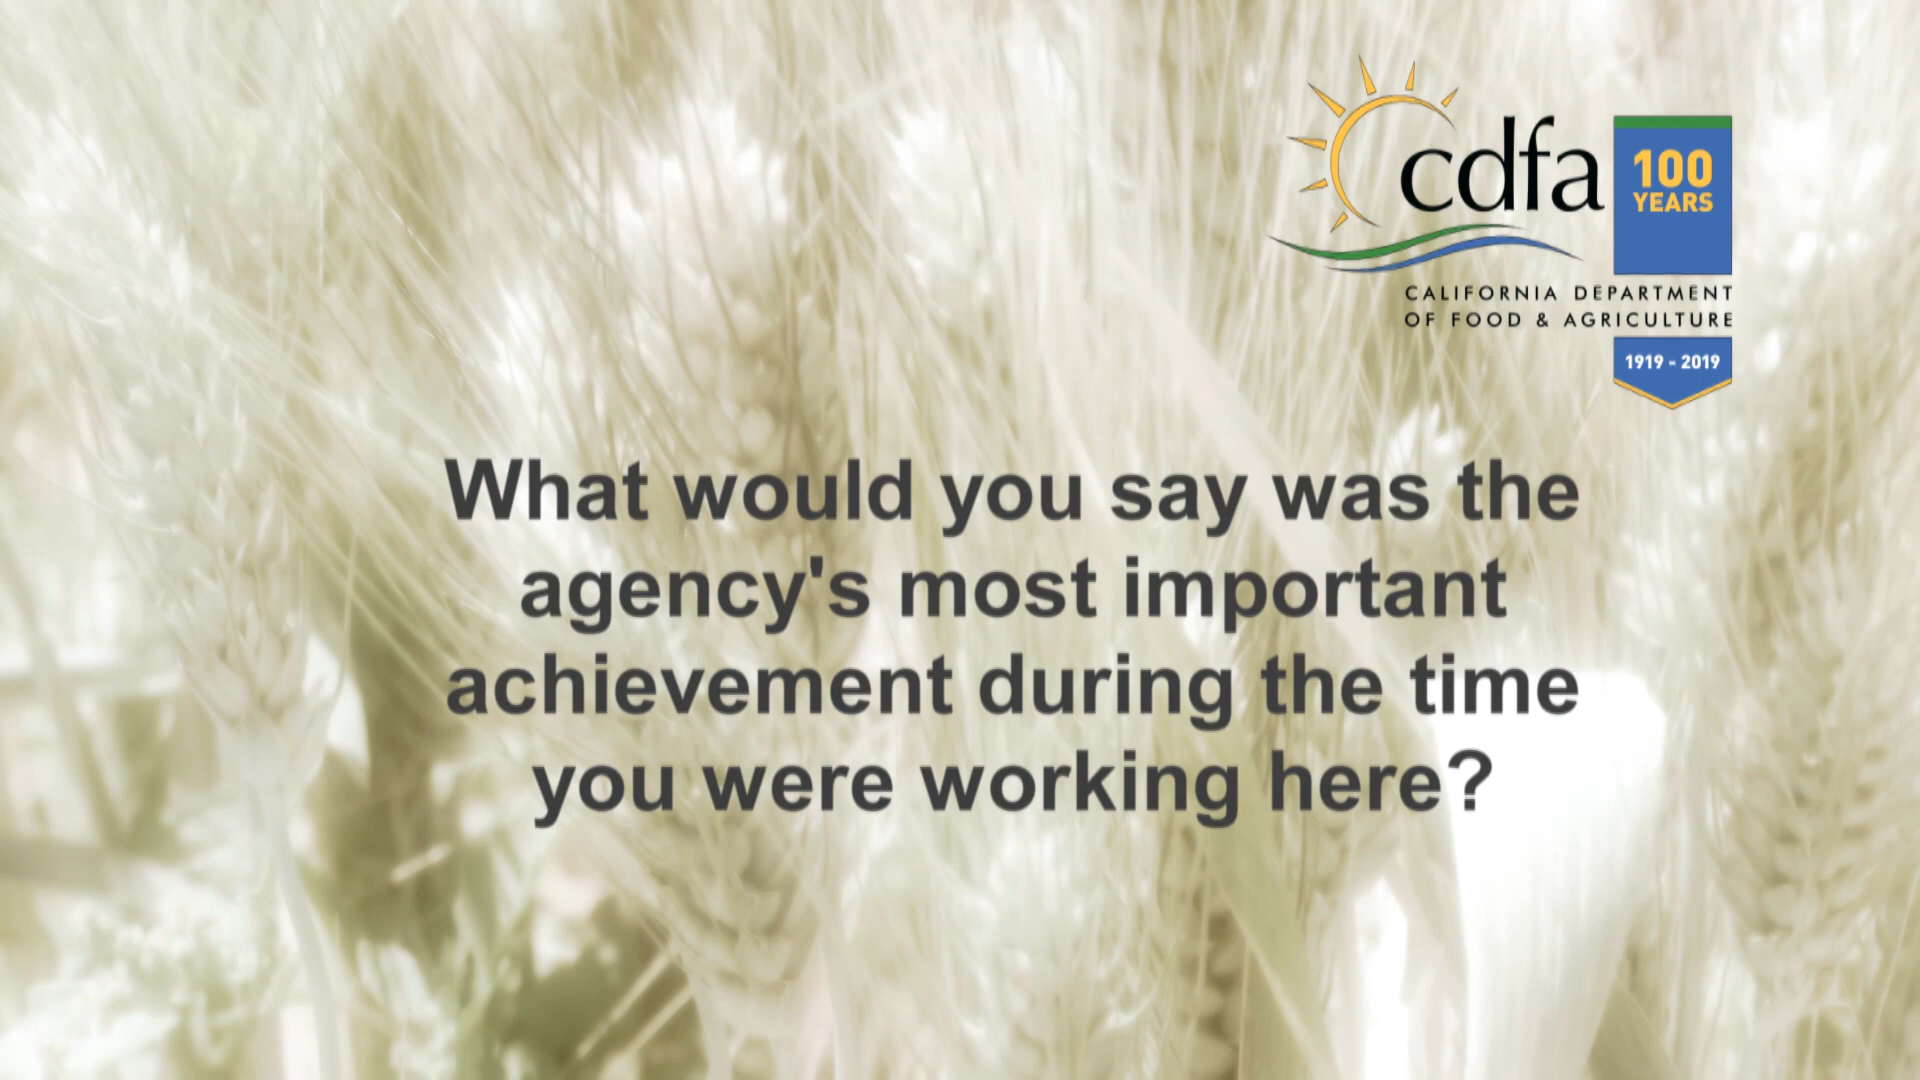 cdfa
100
YEARS
CALIFORNIA DEPARTMENT
OF FOOD & AGRICULTURE
1919 - 2019
What would you say was the
agency's most important
achievement during the time
you were working here?